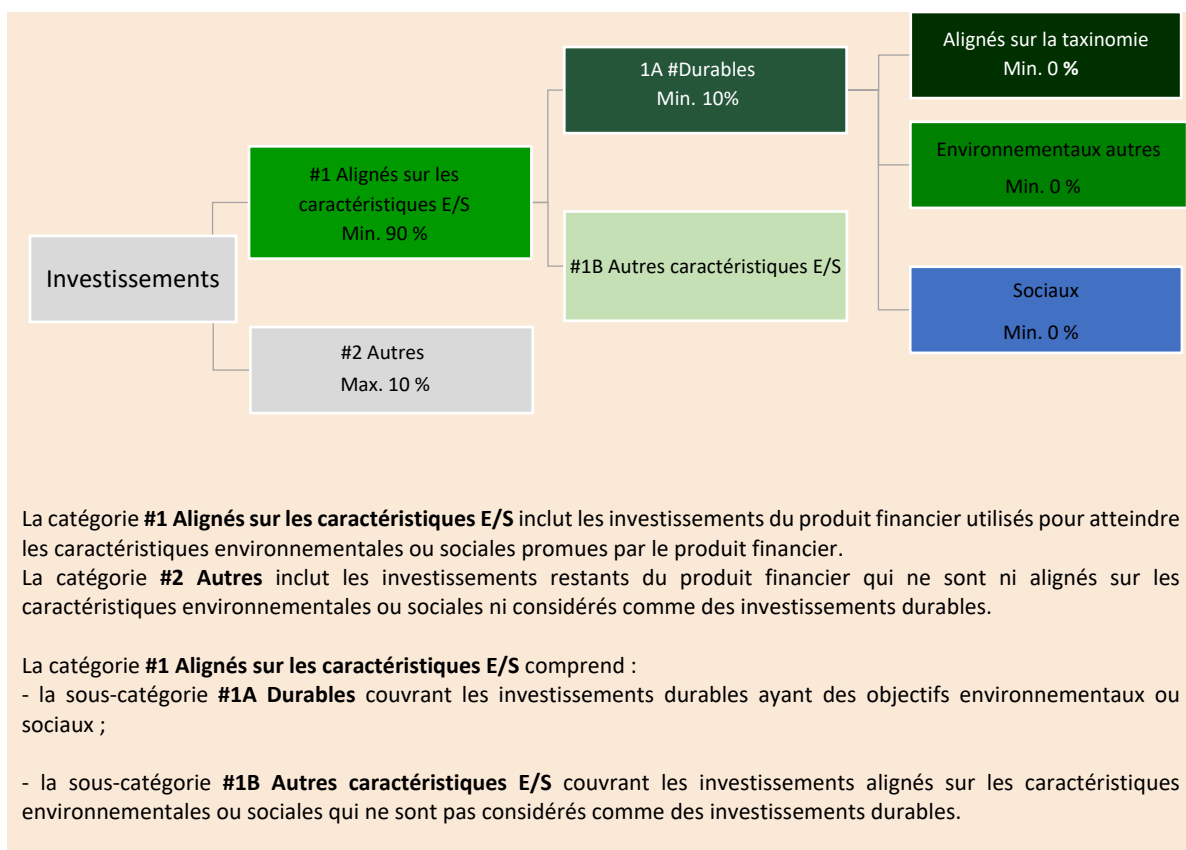 Investissements
#1 Alignés sur les
caractéristiques E/S
Min. 90 %
#2 Autres
Max. 10 %
1A #Durables
Min. 10%
#1B Autres caractéristiques E/S
Alignés sur la taxinomie
Min. 0 %
Environnementaux autres
Min. 0 %
Sociaux
Min. 0 %
La catégorie #1 Alignés sur les caractéristiques E/S inclut les investissements du produit financier utilisés pour atteindre
les caractéristiques environnementales ou sociales promues par le produit financier.
La catégorie #2 Autres inclut les investissements restants du produit financier qui ne sont ni alignés sur les
caractéristiques environnementales ou sociales ni considérés comme des investissements durables.
La catégorie #1 Alignés sur les caractéristiques E/S comprend :
- la sous-catégorie #1A Durables couvrant les investissements durables ayant des objectifs environnementaux ou
sociaux ;
- la sous-catégorie #1B Autres caractéristiques E/S couvrant les investissements alignés sur les caractéristiques
environnementales ou sociales qui ne sont pas considérés comme des investissements durables.